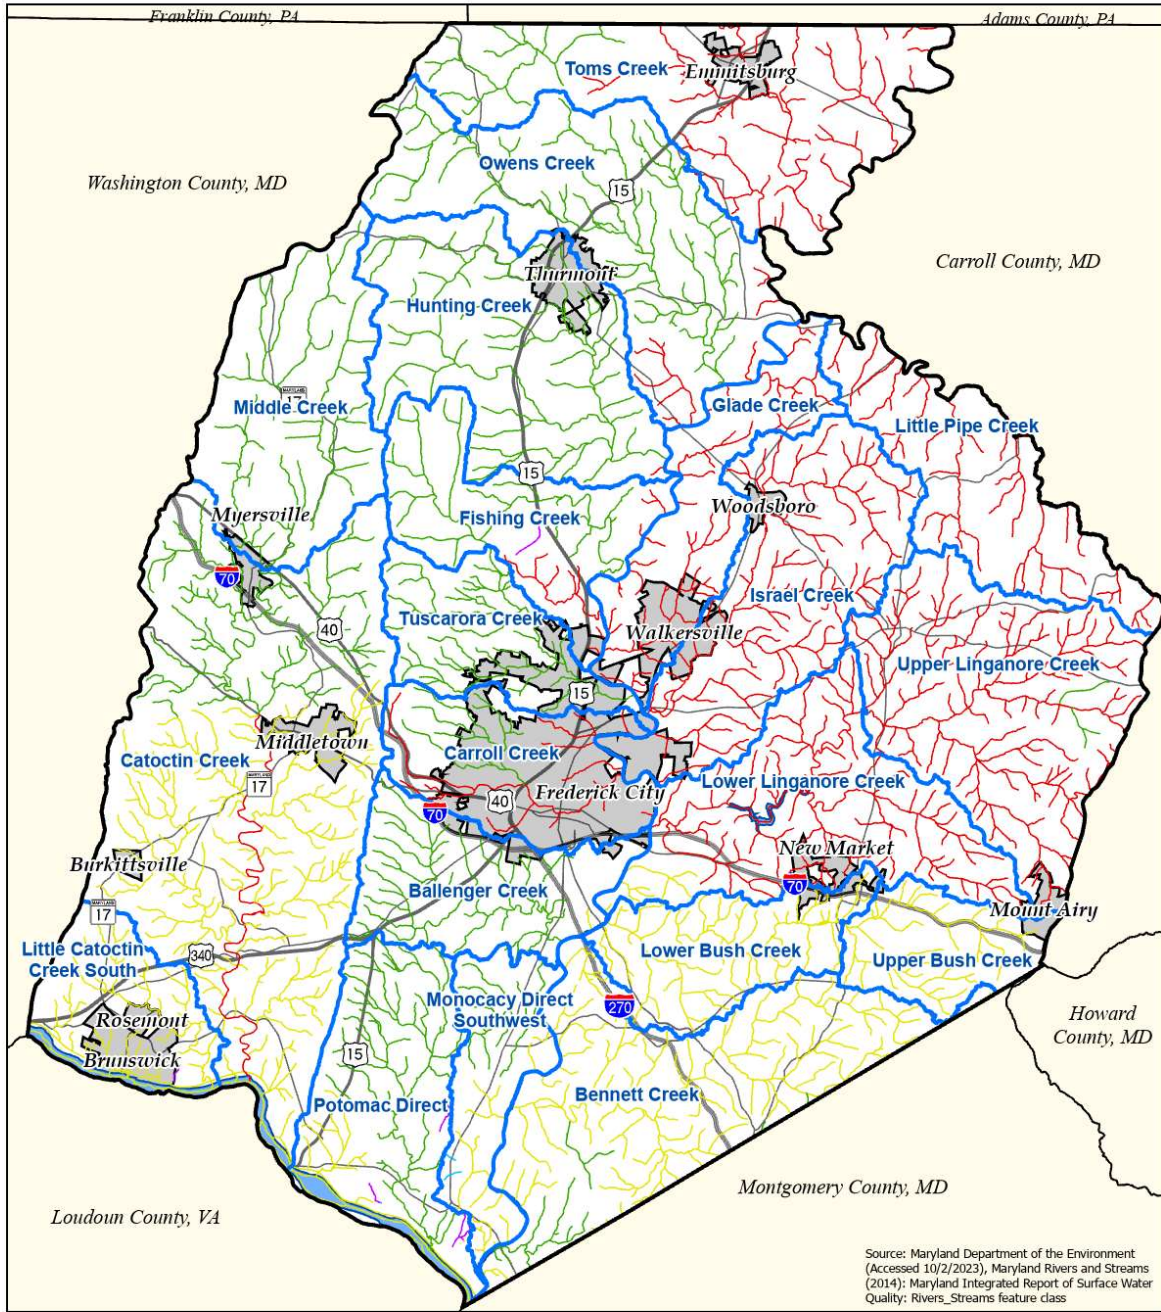 Franklin County, PA
Adams County, PA
Toms Creek
Emmitsburg
Owens Creek
Washington County, MD
15
Carroll County, MD
Thurmont
Hunting Creek
MARYLAND
17
Middle Creek
Glade Creek
Little Pipe Creek
15
Myersville
Fishing Creek
Woodsboro
70
Israel Creek
Tuscarora Creek
40
Walkersville
Upper Linganore Creek
15
Middletown
Carroll Creek
Catoctin Creek
MARYLAND
17
Lower Linganore Creek
Frederick City
40
70
New Market
Burkittsville
70
Ballenger Creek
MARYLAND
17
Mount Airy
Little Catoctin
Creek South
340
Lower Bush Creek
Upper Bush Creek
Monocacy Direct
Southwest
270
Rosemont
Howard
County, MD
Brunswick
15
Bennett Creek
Potomac Direct
Montgomery County, MD
Loudoun County, VA
Source: Maryland Department of the Environment
(Accessed 10/2/2023), Maryland Rivers and Streams
(2014): Maryland Integrated Report of Surface Water
Quality: Rivers_Streams feature class